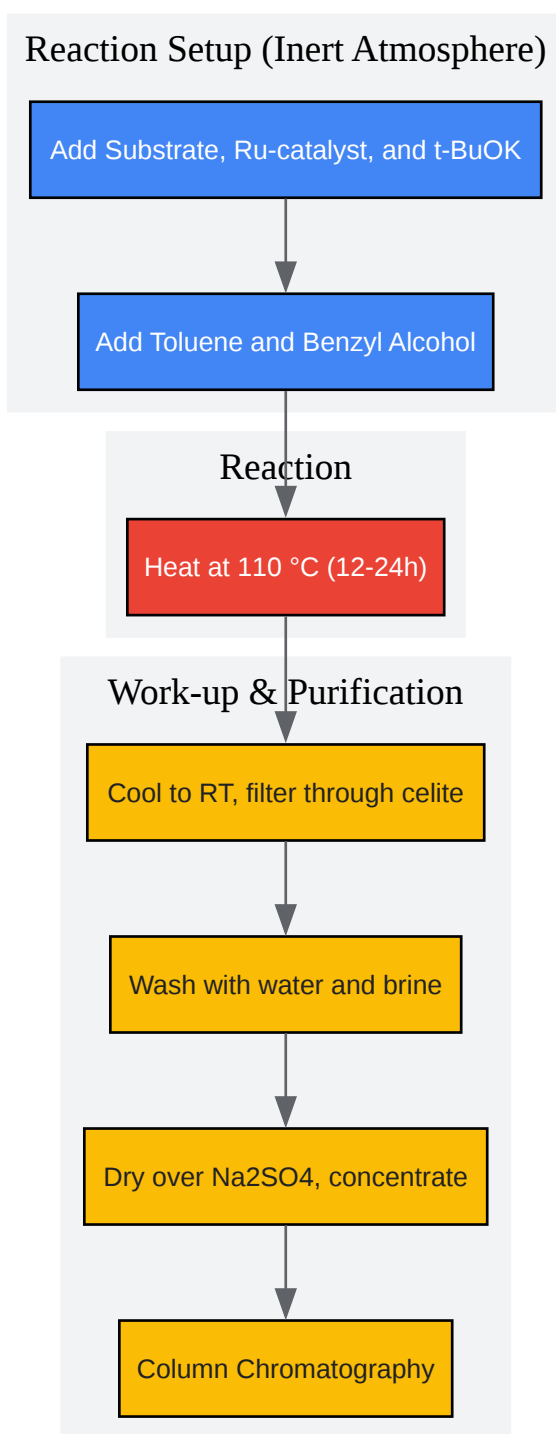 Reaction Setup (Inert Atmosphere)
Add Substrate, Ru-catalyst, and t-BuOK
Add Toluene and Benzyl Alcohol
Reaction
Heat at 110 °C (12-24h)
Work-up & Purification
Cool to RT, filter through celite
Wash with water and brine
Dry over Na2SO4, concentrate
Column Chromatography